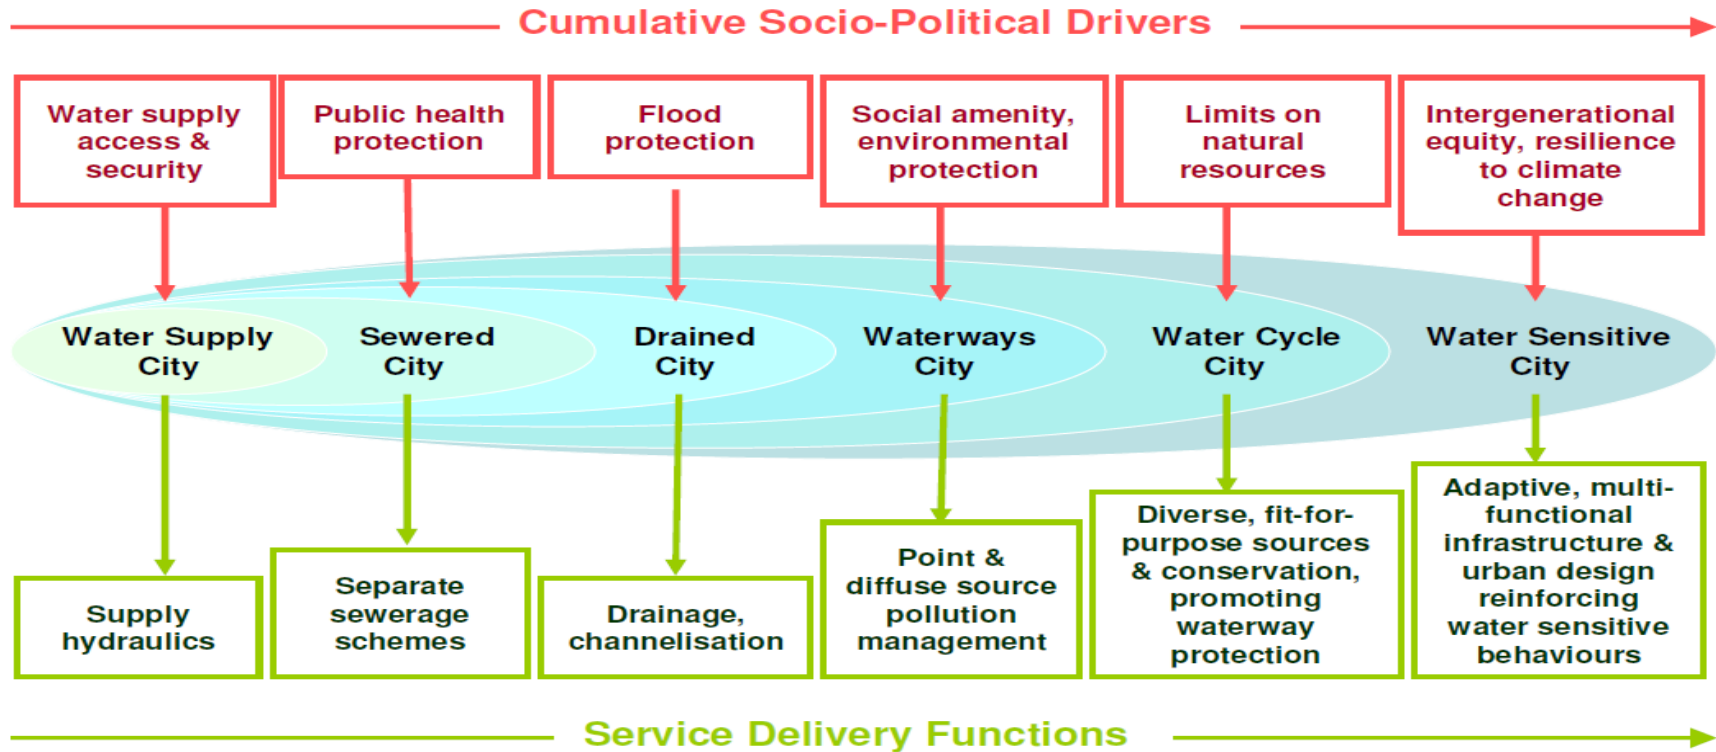 Cumulative Socio-Political Drivers
Water supply
access &
security
Public health
protection
Flood
protection
Social amenity,
environmental
protection
Limits on
natural
resources
Intergenerational
equity, resilience
to climate
change
Water Supply
City
Sewered
City
Drained
City
Waterways
City
Water Cycle
City
Water Sensitive
City
Supply
hydraulics
Separate
sewerage
schemes
Drainage,
channelisation
Point &
diffuse source
pollution
management
Diverse, fit-for-
purpose sources
& conservation,
promoting
waterway
protection
Adaptive, multi-
functional
infrastructure &
urban design
reinforcing
water sensitive
behaviours
Service Delivery Functions